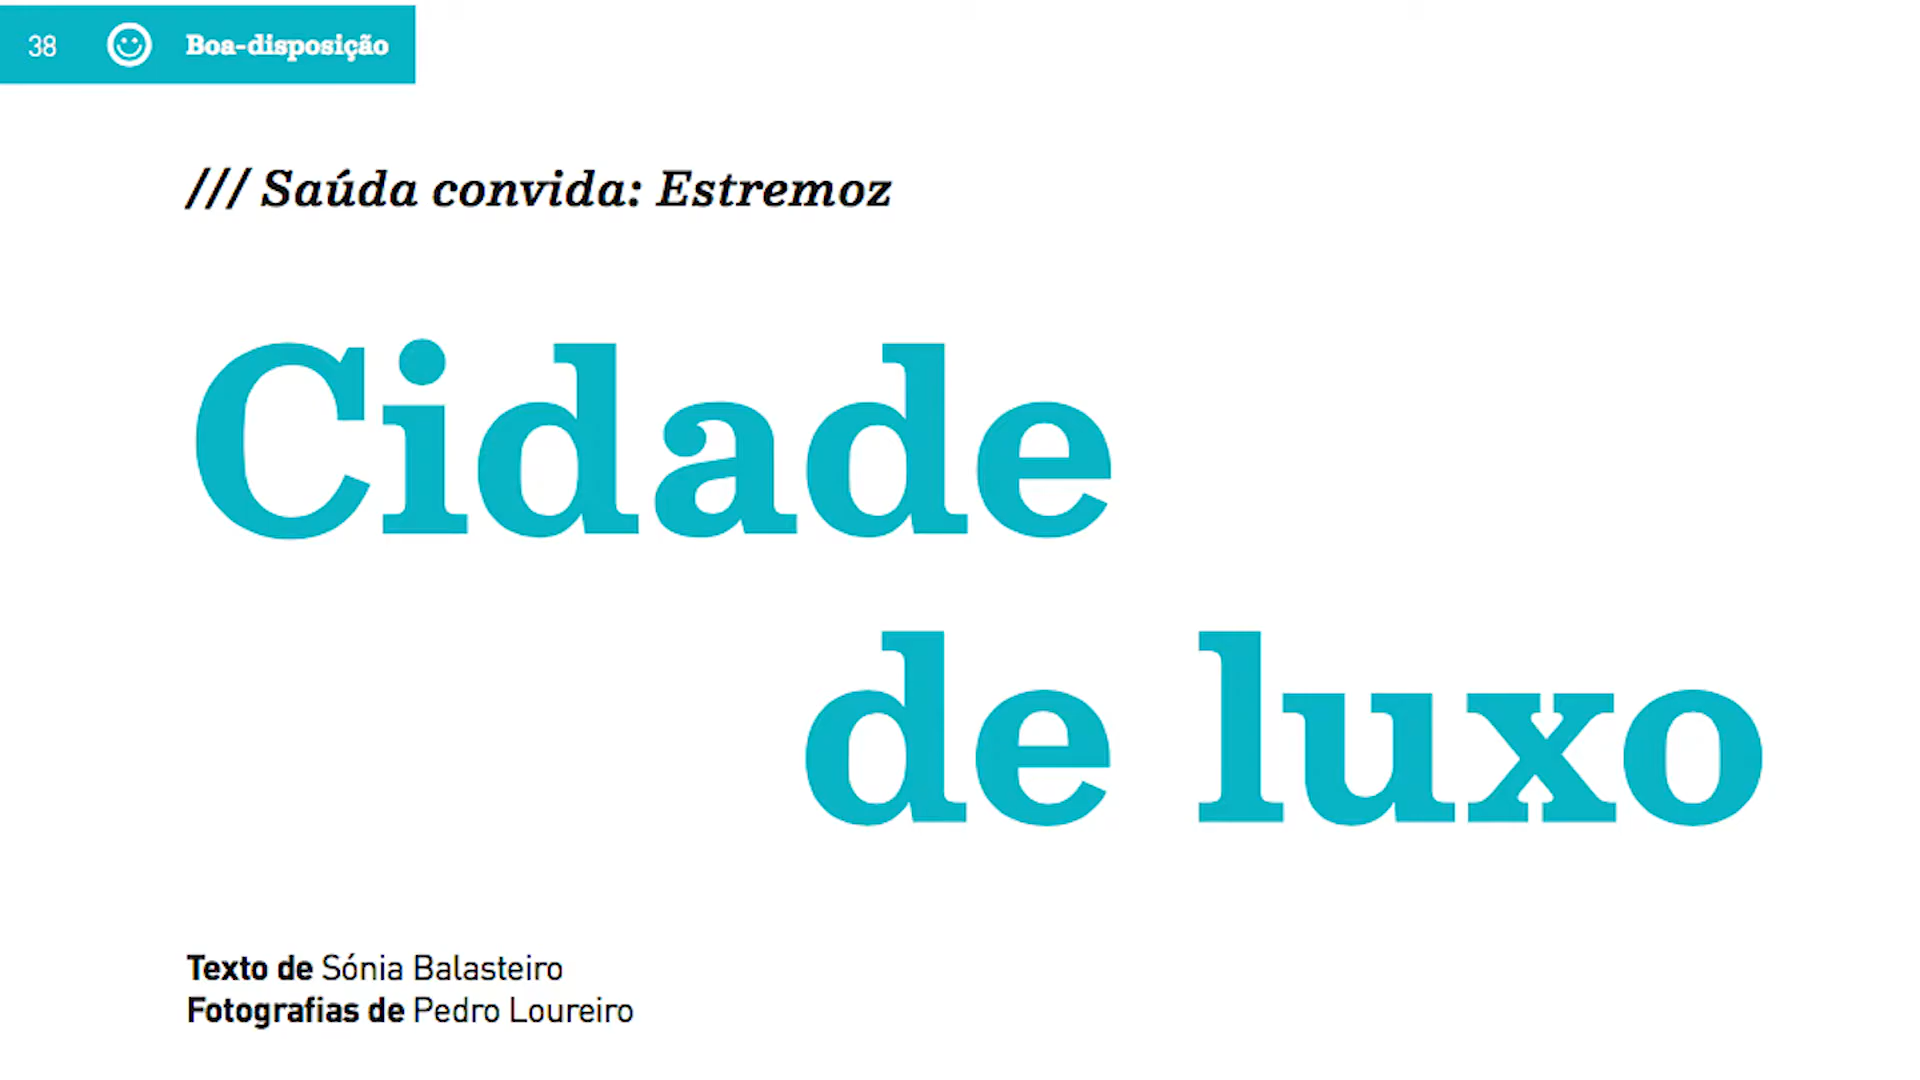 38 Boa-disposição
/// Saúda convida: Estremoz
Cidade
de luxo
Texto de Sónia Balasteiro
Fotografias de Pedro Loureiro